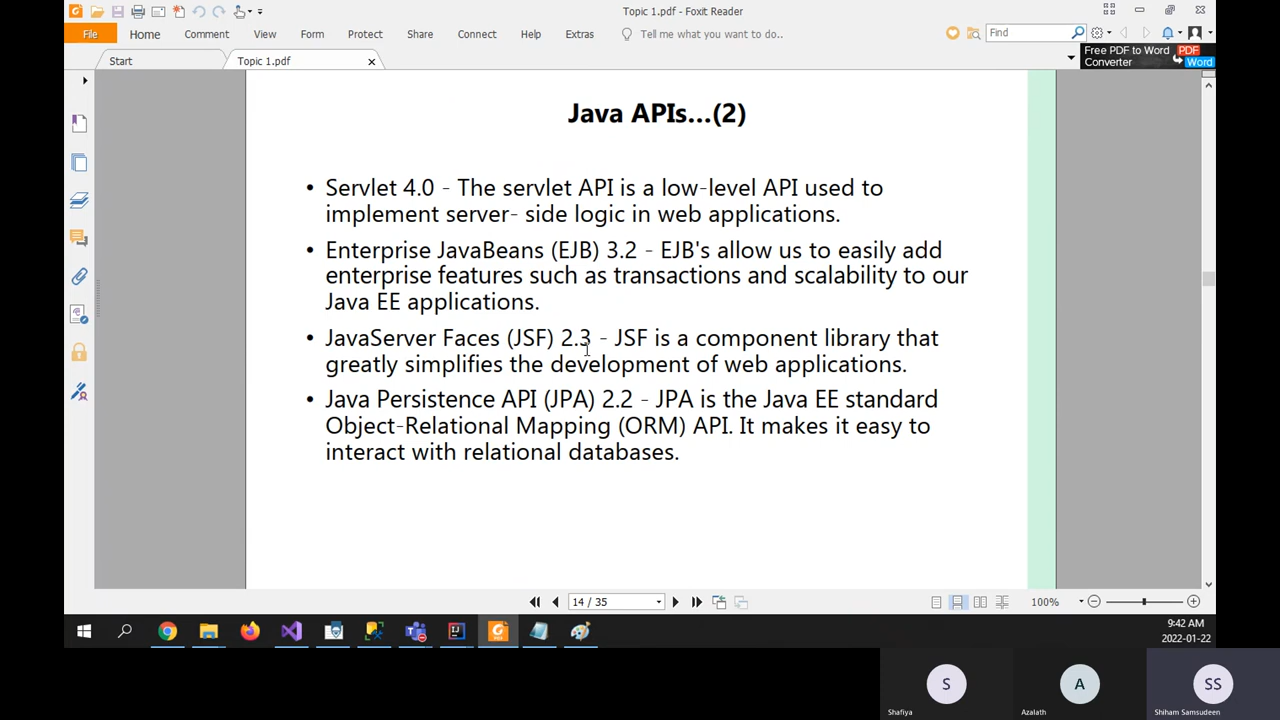 Topic 1.pdf - Foxit Reader
File Home Comment View Form Protect Share Connect Help Extras Tell me what you want to do.. Find
Start Topic 1.pdf
Free PDF to Word Converter PDF Word
Java APIs...(2)
• Servlet 4.0 - The servlet API is a low-level API used to
implement server- side logic in web applications.
• Enterprise JavaBeans (EJB) 3.2 - EJB's allow us to easily add
enterprise features such as transactions and scalability to our
Java EE applications.
• JavaServer Faces (JSF) 2.3 - JSF is a component library that
greatly simplifies the development of web applications.
• Java Persistence API (JPA) 2.2 - JPA is the Java EE standard
Object-Relational Mapping (ORM) API. It makes it easy to
interact with relational databases.
14 / 35
100%
9:42 AM
2022-01-22
S A SS
Shafiya Azalath Shiham Samsudeen